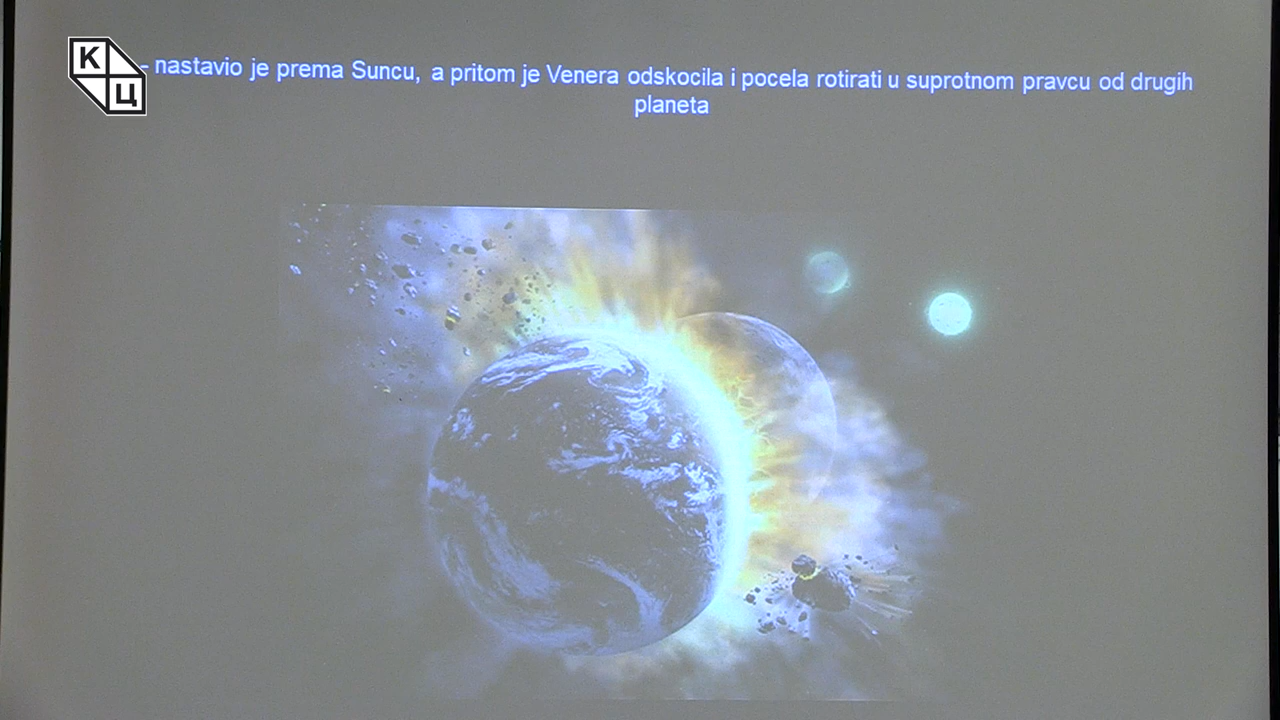 К
Ц
- nastavio je prema Suncu, a pritom je Venera odskocila i pocela rotirati u suprotnom pravcu od drugih
planeta